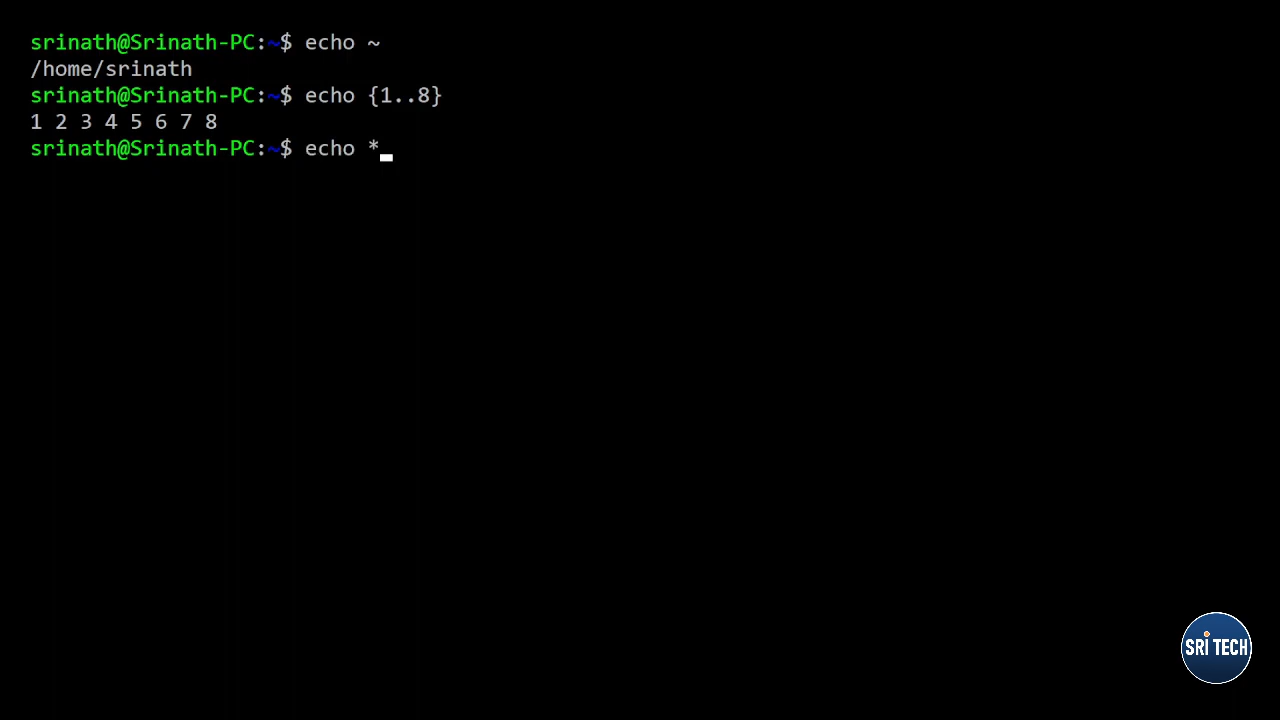 srinath@Srinath-PC:~$ echo ~
/home/srinath
srinath@Srinath-PC:~$ echo {1..8}
1 2 3 4 5 6 7 8
srinath@Srinath-PC:~$ echo *
SRI TECH